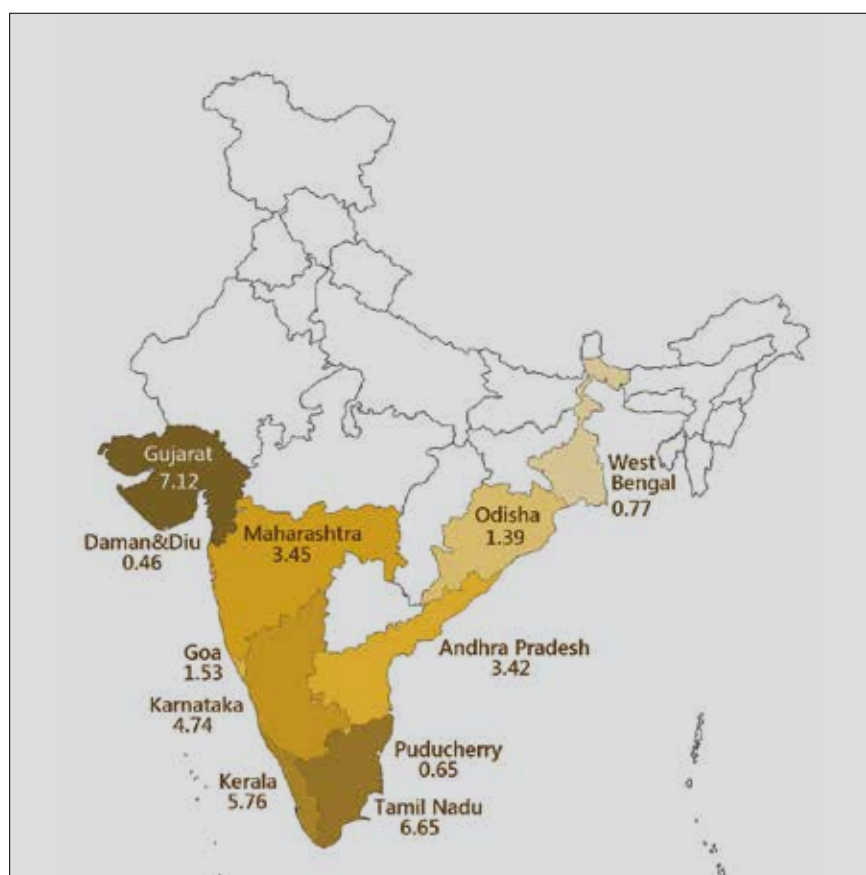 Gujarat
7.12
Daman&Diu
0.46
Maharashtra
3.45
Odisha
1.39
West
Bengal
0.77
Goa
1.53
Andhra Pradesh
3.42
Karnataka
4.74
Puducherry
0.65
Kerala
5.76
Tamil Nadu
6.65